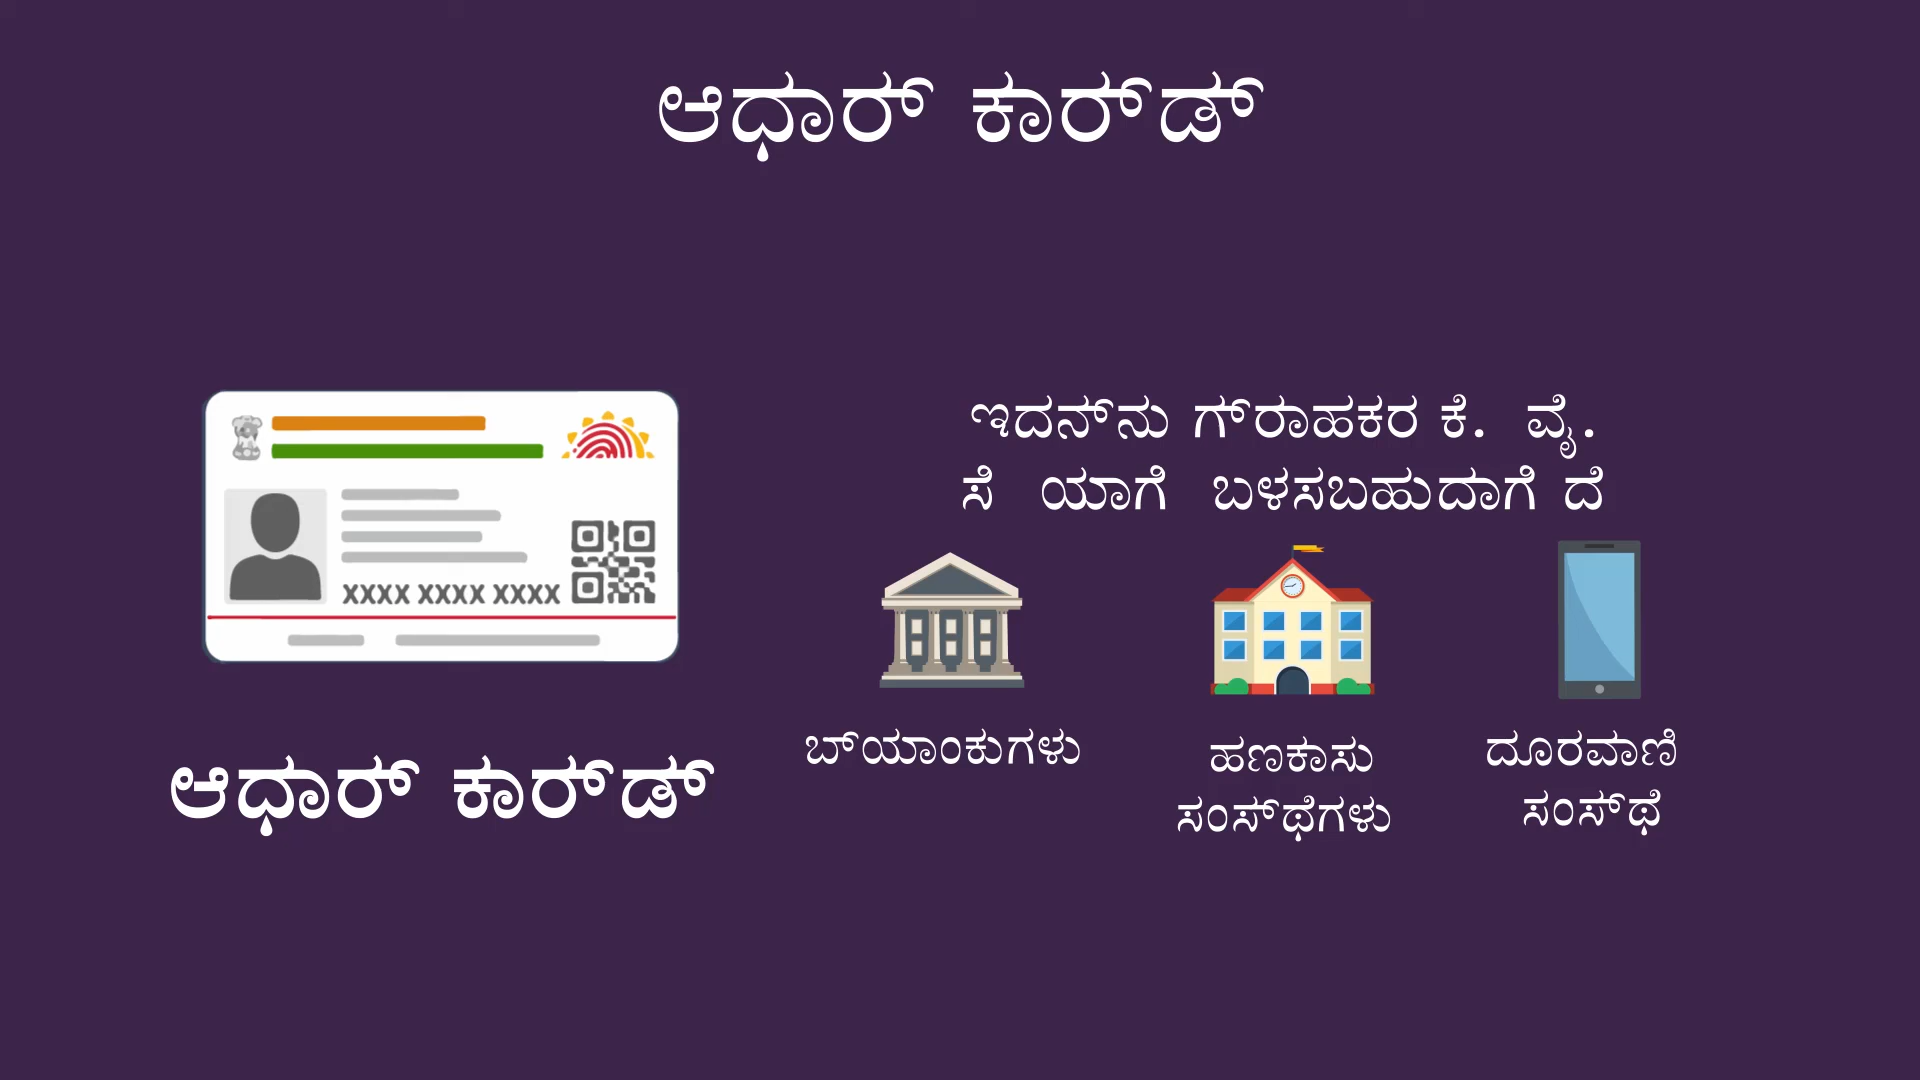 ಆಧಾರ್ ಕಾರ್ಡ್
XXXX XXXX XXXX
ಆಧಾರ್ ಕಾರ್ಡ್
ಇದನ್ನು ಗ್ರಾಹಕರ ಕೆ. ವೈ.
ಸೆ ಯಾಗೆ ಬಳಸಬಹುದಾಗೆ ದೆ
ಬ್ಯಾಂಕುಗಳು
ಹಣಕಾಸು
ಸಂಸ್ಥೆಗಳು
ದೂರವಾಣಿ
ಸಂಸ್ಥೆ